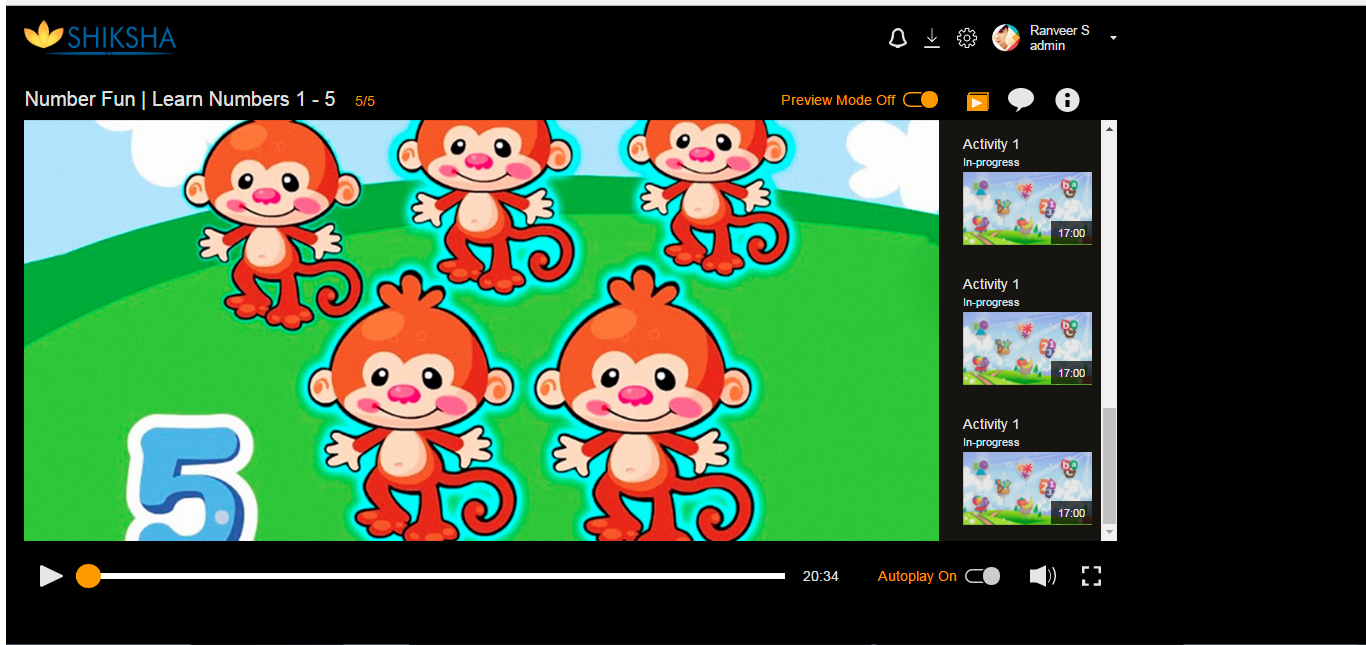 SHIKSHA
Ranveer S
admin
Number Fun | Learn Numbers 1 - 5 5/5
Preview Mode Off
Activity 1
In-progress
17:00
Activity 1
In-progress
17:00
Activity 1
In-progress
17:00
5
20:34
Autoplay On